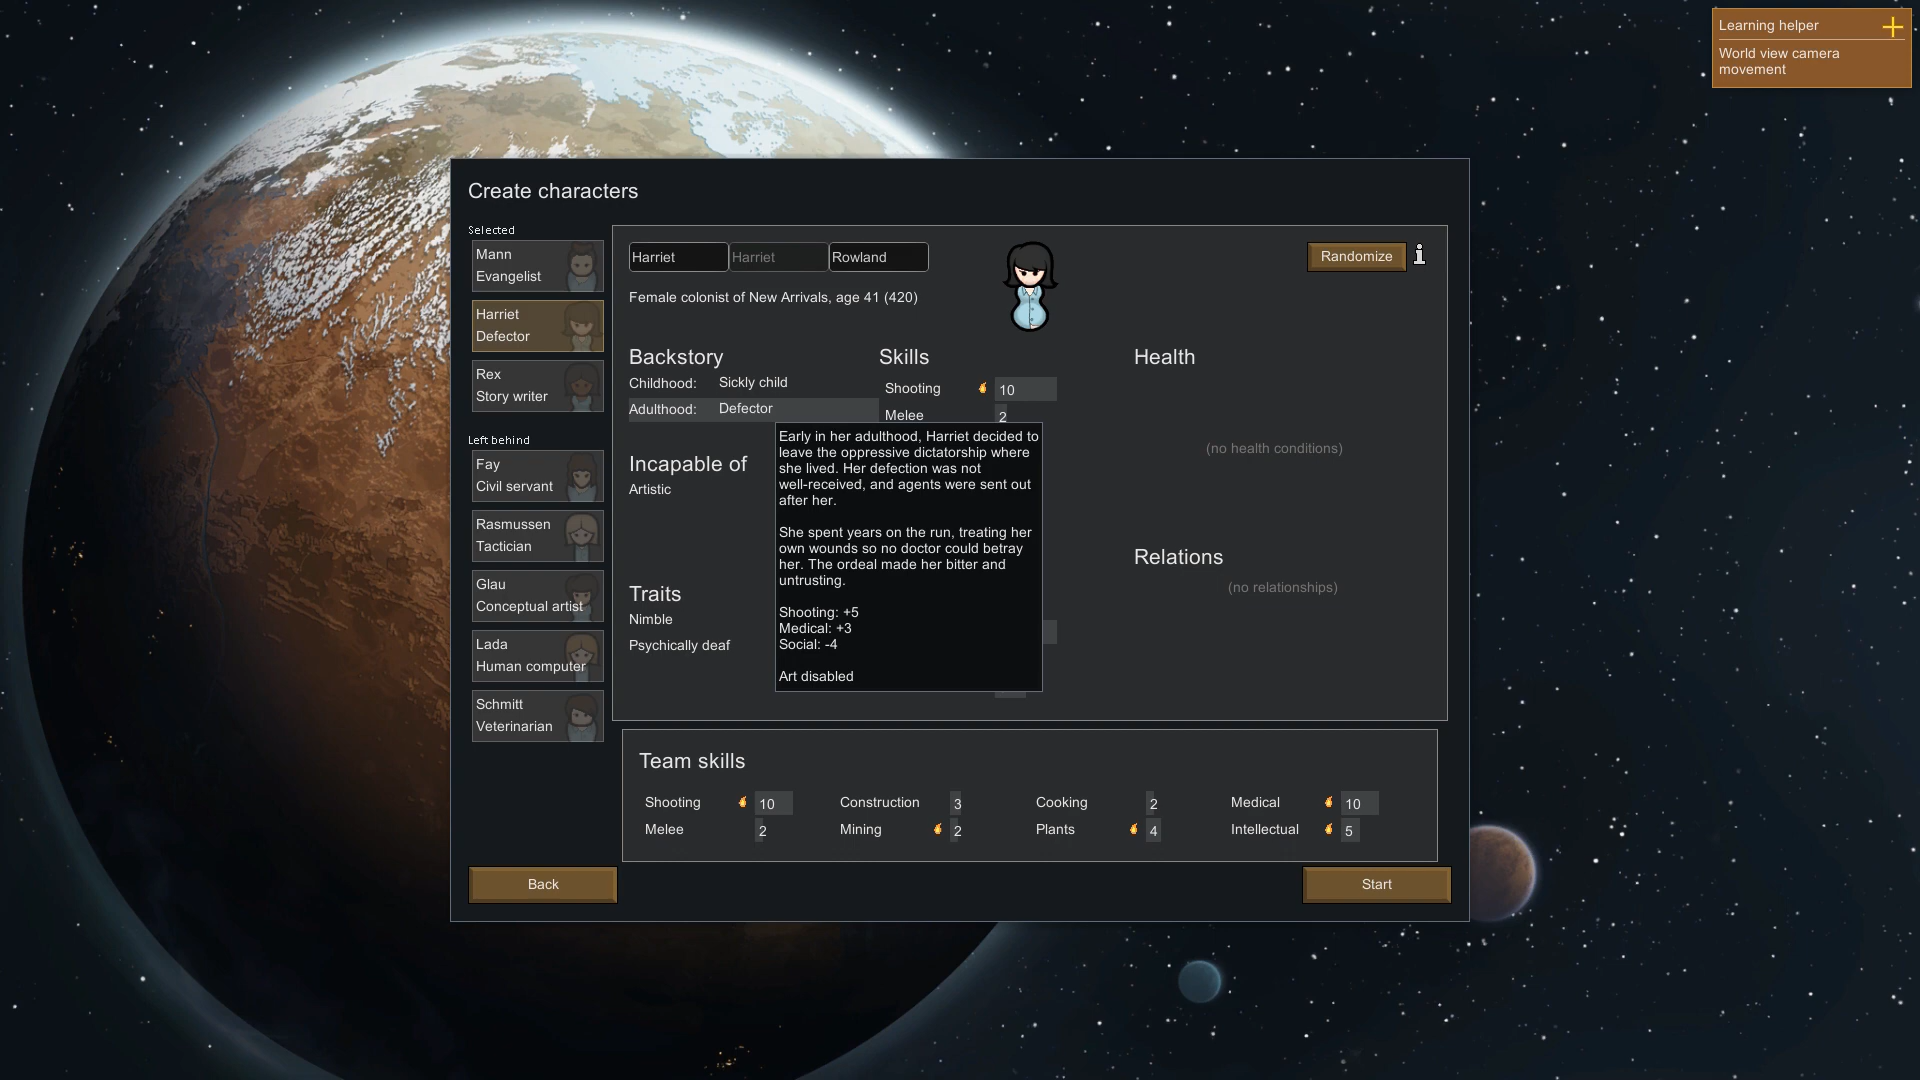 Learning helper
World view camera
movement
Create characters
Selected
Mann
Evangelist
Harriet
Defector
Rex
Story writer
Left behind
Fay
Civil servant
Rasmussen
Tactician
Glau
Conceptual artist
Lada
Human computer
Schmitt
Veterinarian
Harriet Harriet Rowland
Randomize
Female colonist of New Arrivals, age 41 (420)
Backstory
Childhood: Sickly child
Adulthood: Defector
Incapable of
Artistic
Traits
Nimble
Psychically deaf
Skills
Shooting 10
Melee 2
Early in her adulthood, Harriet decided to
leave the oppressive dictatorship where
she lived. Her defection was not
well-received, and agents were sent out
after her.
She spent years on the run, treating her
own wounds so no doctor could betray
her. The ordeal made her bitter and
untrusting.
Shooting: +5
Medical: +3
Social: -4
Art disabled
Health
(no health conditions)
Relations
(no relationships)
Team skills
Shooting 10 Construction 3 Cooking 2 Medical 10
Melee 2 Mining 2 Plants 4 Intellectual 5
Back
Start